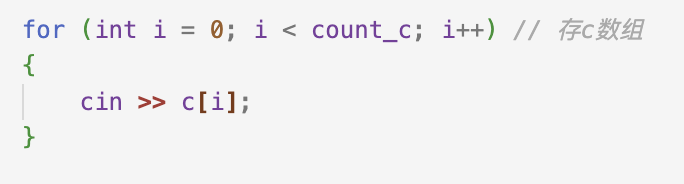 for (int i = 0; i < count_c; i++) // 存c数组
{
    cin >> c[i];
}